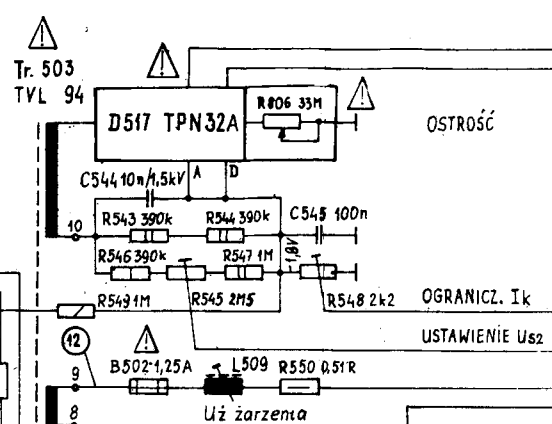 Tr. 503
TVL 94
D517 TPN32A
R806 33M
OSTROŚĆ
A D
C544 10n/1,5kV
R543 390k R544 390k C545 100n
10
R546 390k R547 1M
-1,8V
R549 1M R545 2M5 R548 2k2 OGRANICZ. Ik
USTAWIENIE Us2
12
9 B502-1,25A L509 R550 0,51R
8 Uż żarzenia